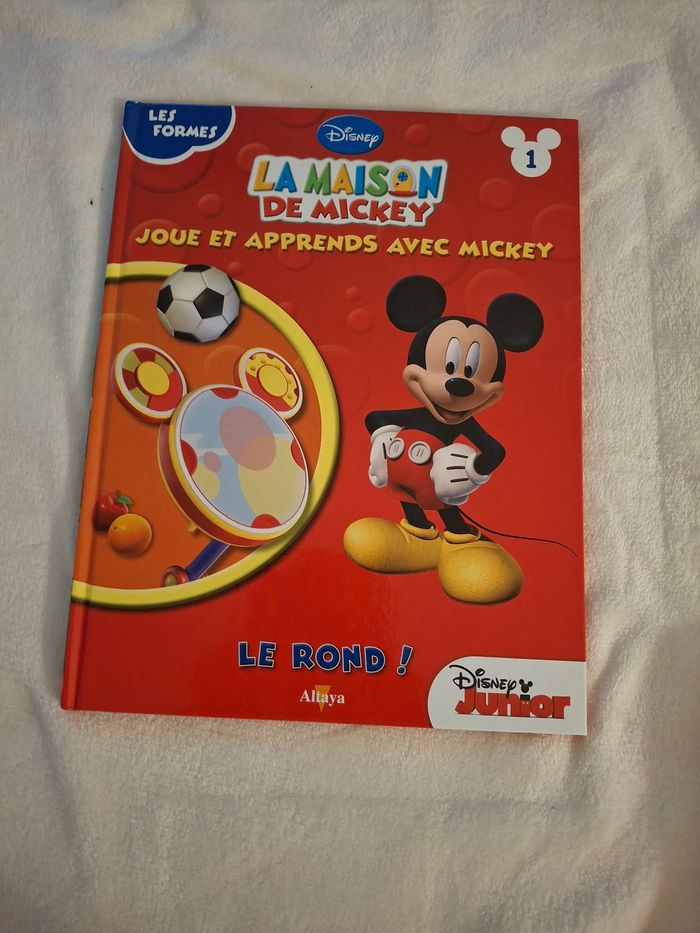 LES
FORMES
Disney
1
LA MAISON
DE MICKEY
JOUE ET APPRENDS AVEC MICKEY
LE ROND !
Altaya
DISNEY
Junior